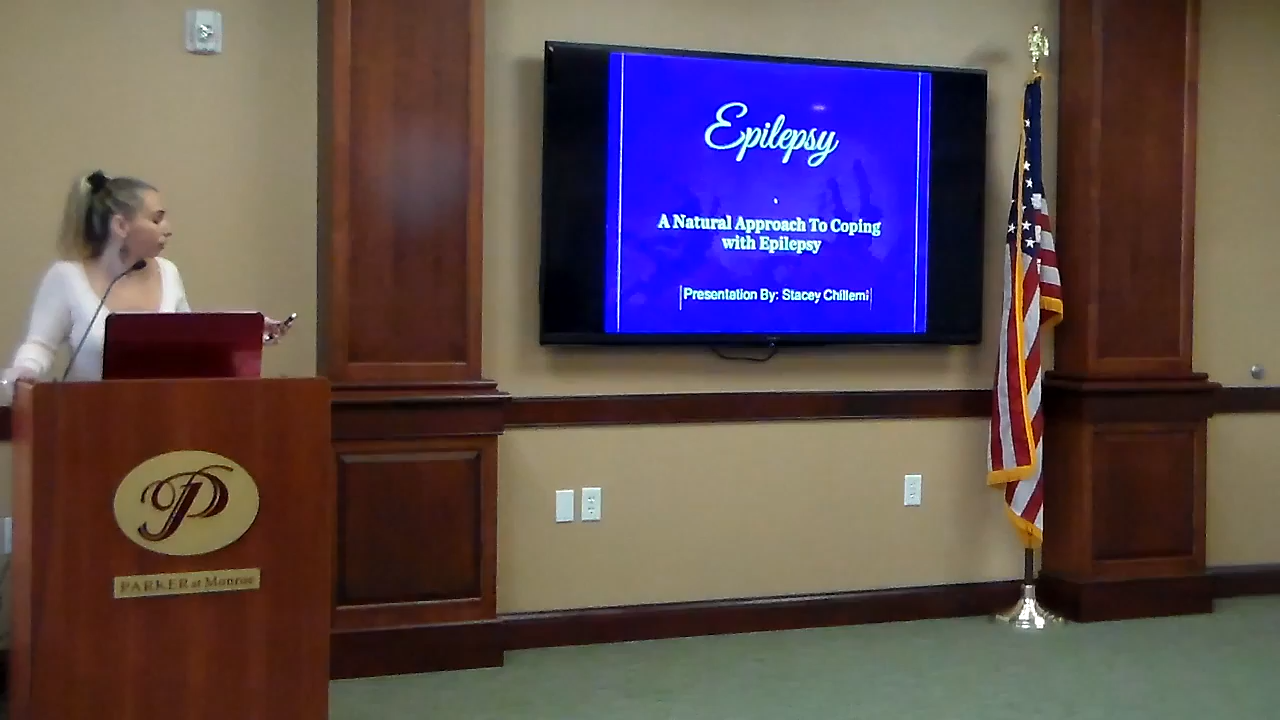 Epilepsy
A Natural Approach To Coping
with Epilepsy
Presentation By: Stacey Chillemi
P
PARKER at Monroe